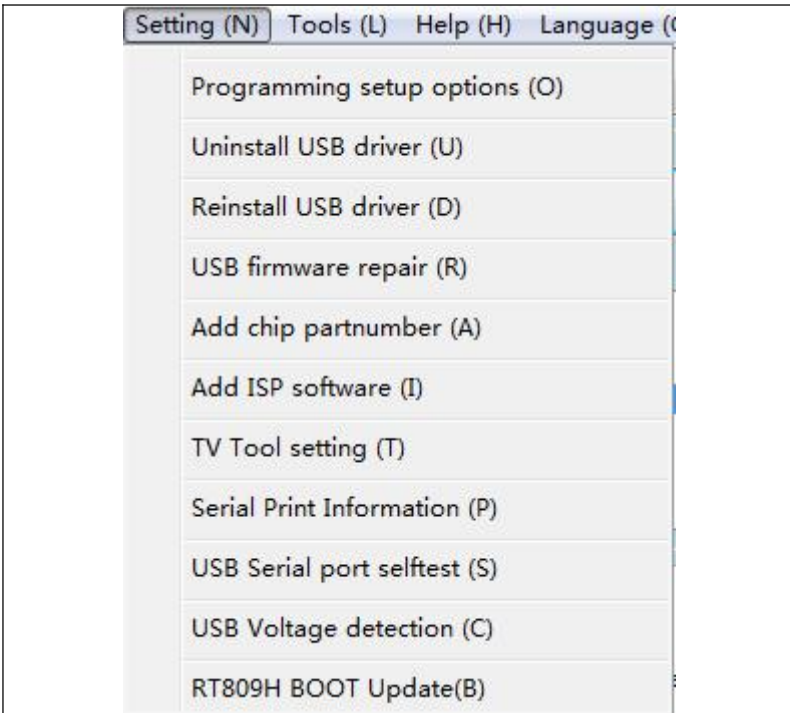 Setting (N) Tools (L) Help (H) Language (
Programming setup options (O)
Uninstall USB driver (U)
Reinstall USB driver (D)
USB firmware repair (R)
Add chip partnumber (A)
Add ISP software (I)
TV Tool setting (T)
Serial Print Information (P)
USB Serial port selftest (S)
USB Voltage detection (C)
RT809H BOOT Update(B)